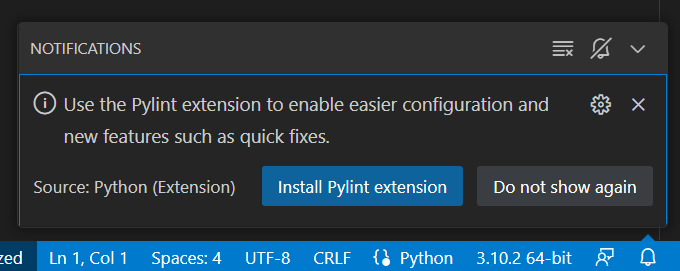 NOTIFICATIONS
Use the Pylint extension to enable easier configuration and
new features such as quick fixes.
Source: Python (Extension) Install Pylint extension Do not show again
zed Ln 1, Col 1 Spaces: 4 UTF-8 CRLF Python 3.10.2 64-bit